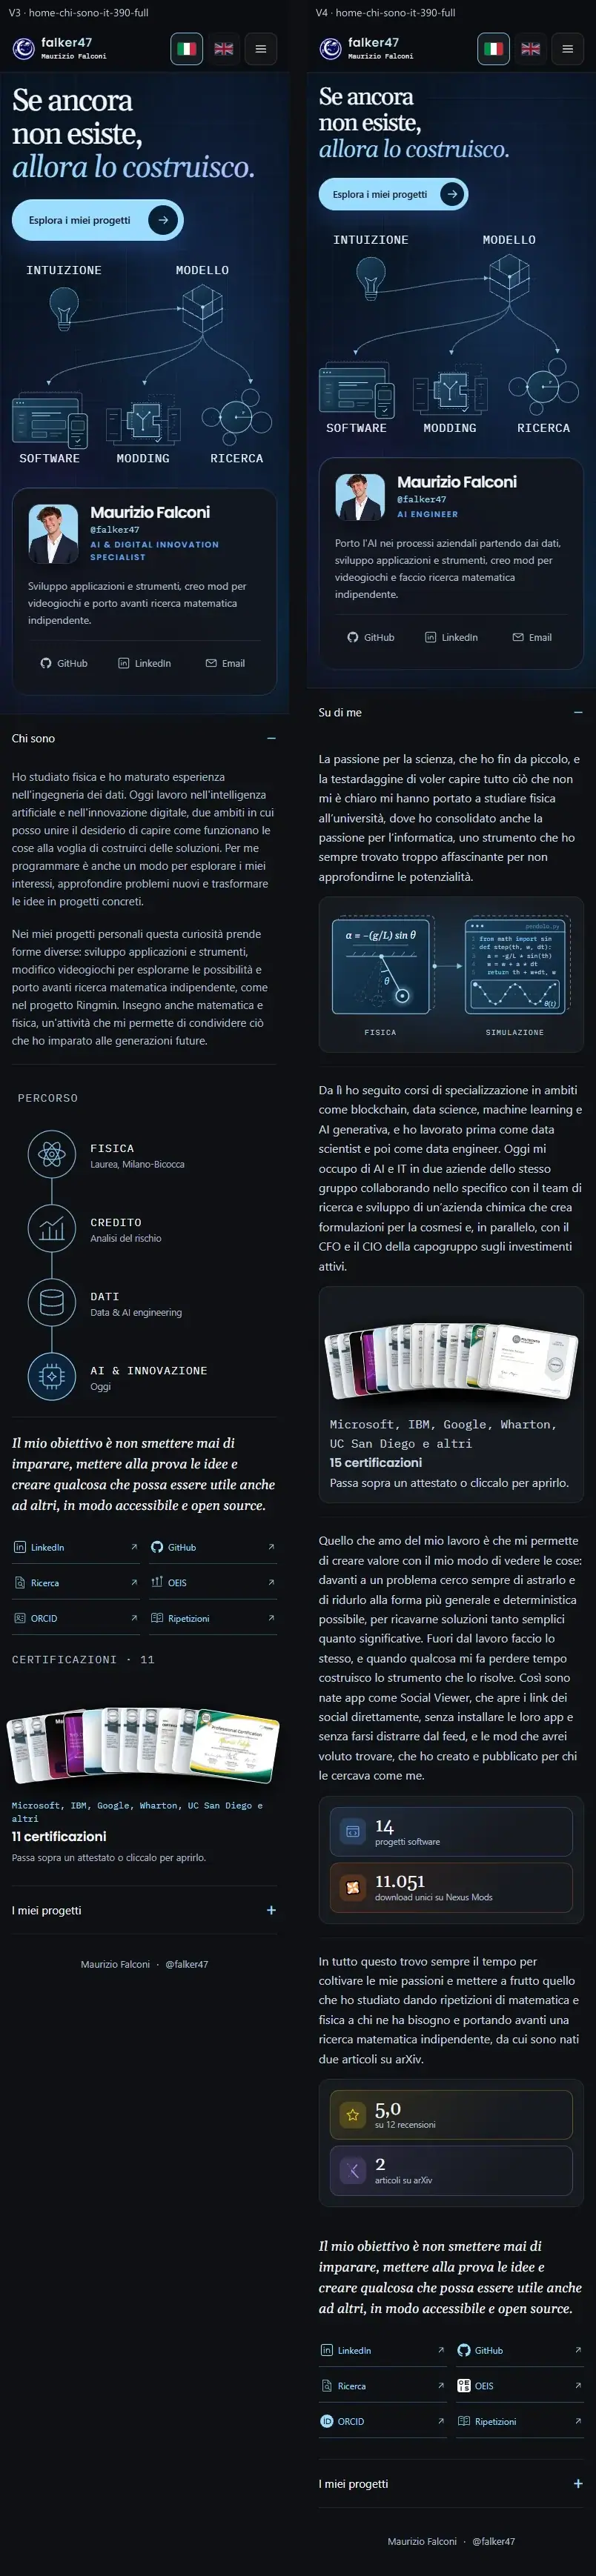 V3 · home-chi-sono-it-390-full
falker47
Maurizio Falconi
Se ancora
non esiste,
allora lo costruisco.
Esplora i miei progetti
INTUIZIONE
MODELLO
SOFTWARE
MODDING
RICERCA
Maurizio Falconi
@falker47
AI & DIGITAL INNOVATION
SPECIALIST
Sviluppo applicazioni e strumenti, creo mod per
videogiochi e porto avanti ricerca matematica
indipendente.
GitHub
LinkedIn
Email
Chi sono
Ho studiato fisica e ho maturato esperienza
nell'ingegneria dei dati. Oggi lavoro nell'intelligenza
artificiale e nell'innovazione digitale, due ambiti in cui
posso unire il desiderio di capire come funzionano le
cose alla voglia di costruirci delle soluzioni. Per me
programmare è anche un modo per esplorare i miei
interessi, approfondire problemi nuovi e trasformare
le idee in progetti concreti.
Nei miei progetti personali questa curiosità prende
forme diverse: sviluppo applicazioni e strumenti,
modifico videogiochi per esplorarne le possibilità e
porto avanti ricerca matematica indipendente, come
nel progetto Ringmin. Insegno anche matematica e
fisica, un'attività che mi permette di condividere ciò
che ho imparato alle generazioni future.
PERCORSO
FISICA
Laurea, Milano-Bicocca
CREDITO
Analisi del rischio
DATI
Data & AI engineering
AI & INNOVAZIONE
Oggi
Il mio obiettivo è non smettere mai di
imparare, mettere alla prova le idee e
creare qualcosa che possa essere utile anche
ad altri, in modo accessibile e open source.
LinkedIn
GitHub
Ricerca
OEIS
ORCID
Ripetizioni
CERTIFICAZIONI · 11
Professional Certification
Microsoft, IBM, Google, Wharton, UC San Diego e
altri
11 certificazioni
Passa sopra un attestato o cliccalo per aprirlo.
I miei progetti
Maurizio Falconi · @falker47
V4 · home-chi-sono-it-390-full
falker47
Maurizio Falconi
Se ancora
non esiste,
allora lo costruisco.
Esplora i miei progetti
INTUIZIONE
MODELLO
SOFTWARE
MODDING
RICERCA
Maurizio Falconi
@falker47
AI ENGINEER
Porto l'AI nei processi aziendali partendo dai dati,
sviluppo applicazioni e strumenti, creo mod per
videogiochi e faccio ricerca matematica
indipendente.
GitHub
LinkedIn
Email
Su di me
La passione per la scienza, che ho fin da piccolo, e
la testardaggine di voler capire tutto ciò che non
mi è chiaro mi hanno portato a studiare fisica
all'università, dove ho consolidato anche la
passione per l'informatica, uno strumento che ho
sempre trovato troppo affascinante per non
approfondirne le potenzialità.
α = −(g/L) sin θ
θ
pendolo.py
from math import sin
def step(th, w, dt):
a = -g/L * sin(th)
w = w + a * dt
return th + w*dt, w
θ(t)
FISICA
SIMULAZIONE
Da lì ho seguito corsi di specializzazione in ambiti
come blockchain, data science, machine learning e
AI generativa, e ho lavorato prima come data
scientist e poi come data engineer. Oggi mi
occupo di AI e IT in due aziende dello stesso
gruppo collaborando nello specifico con il team di
ricerca e sviluppo di un'azienda chimica che crea
formulazioni per la cosmesi e, in parallelo, con il
CFO e il CIO della capogruppo sugli investimenti
attivi.
Microsoft, IBM, Google, Wharton,
UC San Diego e altri
15 certificazioni
Passa sopra un attestato o cliccalo per aprirlo.
Quello che amo del mio lavoro è che mi permette
di creare valore con il mio modo di vedere le cose:
davanti a un problema cerco sempre di astrarlo e
di ridurlo alla forma più generale e deterministica
possibile, per ricavarne soluzioni tanto semplici
quanto significative. Fuori dal lavoro faccio lo
stesso, e quando qualcosa mi fa perdere tempo
costruisco lo strumento che lo risolve. Così sono
nate app come Social Viewer, che apre i link dei
social direttamente, senza installare le loro app e
senza farsi distrarre dal feed, e le mod che avrei
voluto trovare, che ho creato e pubblicato per chi
le cercava come me.
14
progetti software
11.051
download unici su Nexus Mods
In tutto questo trovo sempre il tempo per
coltivare le mie passioni e mettere a frutto quello
che ho studiato dando ripetizioni di matematica e
fisica a chi ne ha bisogno e portando avanti una
ricerca matematica indipendente, da cui sono nati
due articoli su arXiv.
5,0
su 12 recensioni
2
articoli su arXiv
Il mio obiettivo è non smettere mai di
imparare, mettere alla prova le idee e
creare qualcosa che possa essere utile anche
ad altri, in modo accessibile e open source.
LinkedIn
GitHub
Ricerca
OEIS
ORCID
Ripetizioni
I miei progetti
Maurizio Falconi · @falker47